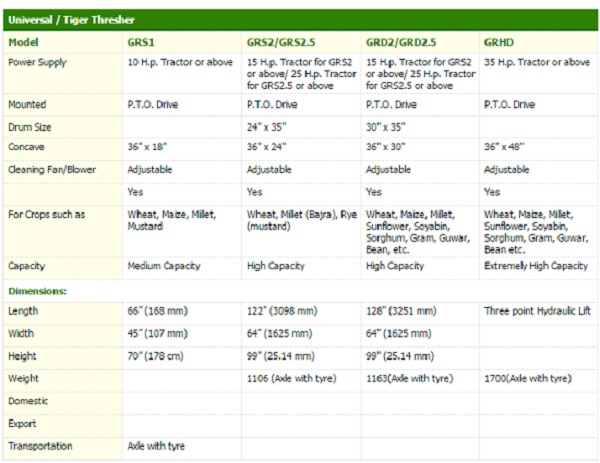 Universal / Tiger Thresher
Model GRS1 GRS2/GRS2.5 GRD2/GRD2.5 GRHD
Power Supply 10 H.p. Tractor or above 15 H.p. Tractor for GRS2 15 H.p. Tractor for GRS2 35 H.p. Tractor or above
or above/ 25 H.p. Tractor or above/ 25 H.p. Tractor
for GRS2.5 or above for GRS2.5 or above
Mounted P.T.O. Drive P.T.O. Drive P.T.O. Drive P.T.O. Drive
Drum Size 24" x 35" 30" x 35"
Concave 36" x 18" 36" x 24" 36" x 30" 36" x 48"
Cleaning Fan/Blower Adjustable Adjustable Adjustable Adjustable
Yes Yes Yes Yes
For Crops such as Wheat, Maize, Millet, Wheat, Millet (Bajra), Rye Wheat, Maize, Millet, Wheat, Maize, Millet,
Mustard (mustard) Sunflower, Soyabin, Sunflower, Soyabin,
Sorghum, Gram, Guwar, Sorghum, Gram, Guwar,
Bean, etc. Bean etc.
Capacity Medium Capacity High Capacity High Capacity Extremelly High Capacity
Dimensions:
Length 66" (168 mm) 122" (3098 mm) 128" (3251 mm) Three point Hydraulic Lift
Width 45" (107 mm) 64" (1625 mm) 64" (1625 mm)
Height 70" (178 cm) 99" (25.14 mm) 99" (25.14 mm)
Weight 1106 (Axle with tyre) 1163(Axle with tyre) 1700(Axle with tyre)
Domestic
Export
Transportation Axle with tyre